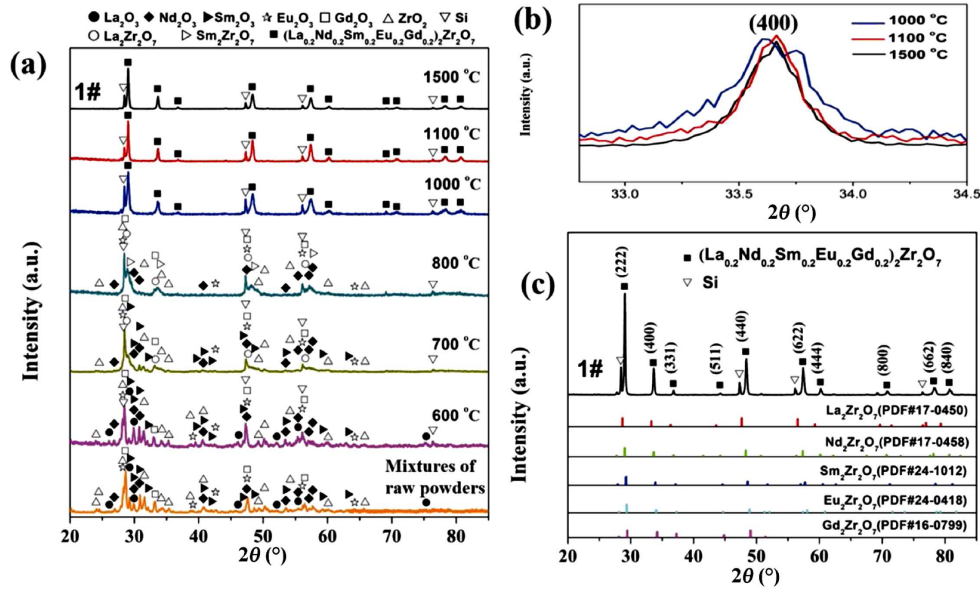 La₂O₃ Nd₂O₃ Sm₂O₃ Eu₂O₃ Gd₂O₃ ZrO₂ Si
La₂Zr₂O₇ Sm₂Zr₂O₇ (La₀.₂Nd₀.₂Sm₀.₂Eu₀.₂Gd₀.₂)₂Zr₂O₇
(a)
1#
1500 °C
1100 °C
1000 °C
800 °C
700 °C
600 °C
Mixtures of
raw powders
Intensity (a.u.)
20 30 40 50 60 70 80
2θ (°)
(b)
(400)
1000 °C
1100 °C
1500 °C
Intensity (a.u.)
33.0 33.5 34.0 34.5
2θ (°)
(c)
(La₀.₂Nd₀.₂Sm₀.₂Eu₀.₂Gd₀.₂)₂Zr₂O₇
Si
1#
(222)
(400)
(331)
(511)
(440)
(622)
(444)
(800)
(662)
(840)
La₂Zr₂O₇(PDF#17-0450)
Nd₂Zr₂O₇(PDF#17-0458)
Sm₂Zr₂O₇(PDF#24-1012)
Eu₂Zr₂O₇(PDF#24-0418)
Gd₂Zr₂O₇(PDF#16-0799)
Intensity (a.u.)
20 30 40 50 60 70 80
2θ (°)